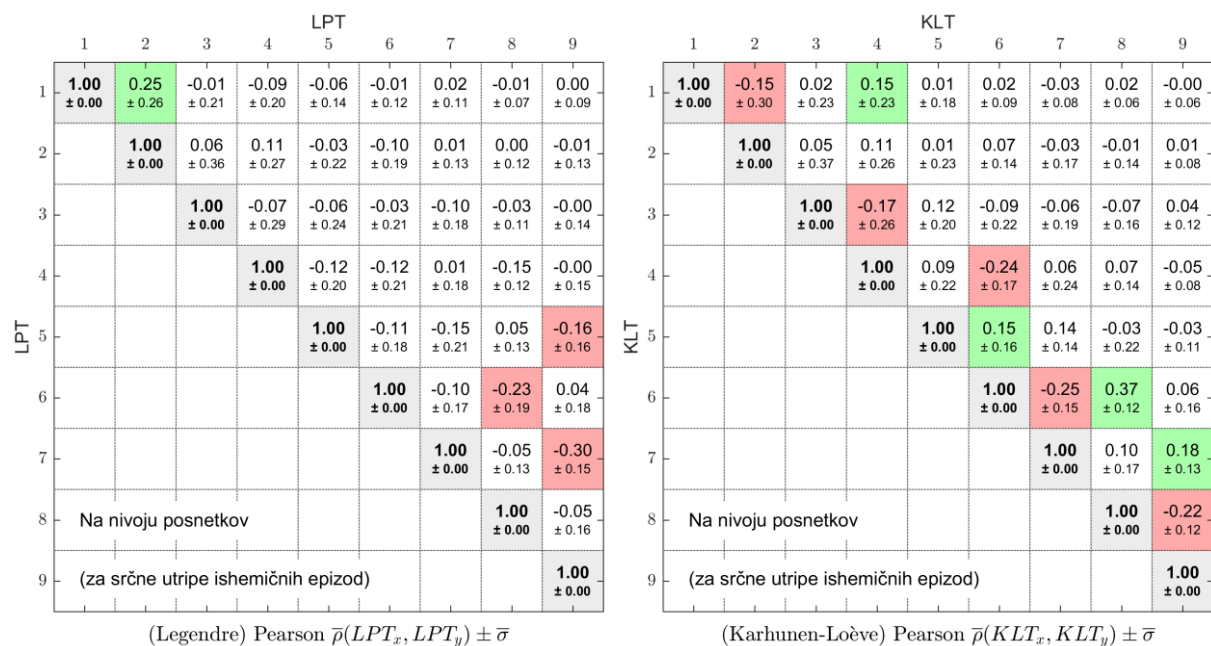 LPT
1 2 3 4 5 6 7 8 9
1 1.00 0.25 -0.01 -0.09 -0.06 -0.01 0.02 -0.01 0.00
± 0.00 ± 0.26 ± 0.21 ± 0.20 ± 0.14 ± 0.12 ± 0.11 ± 0.07 ± 0.09
2 1.00 0.06 0.11 -0.03 -0.10 0.01 0.00 -0.01
± 0.00 ± 0.36 ± 0.27 ± 0.22 ± 0.19 ± 0.13 ± 0.12 ± 0.13
3 1.00 -0.07 -0.06 -0.03 -0.10 -0.03 -0.00
± 0.00 ± 0.29 ± 0.24 ± 0.21 ± 0.18 ± 0.11 ± 0.14
4 1.00 -0.12 -0.12 0.01 -0.15 -0.00
± 0.00 ± 0.20 ± 0.21 ± 0.18 ± 0.12 ± 0.15
LPT
5 1.00 -0.11 -0.15 0.05 -0.16
± 0.00 ± 0.18 ± 0.21 ± 0.13 ± 0.16
6 1.00 -0.10 -0.23 0.04
± 0.00 ± 0.17 ± 0.19 ± 0.18
7 1.00 -0.05 -0.30
± 0.00 ± 0.13 ± 0.15
8 Na nivoju posnetkov 1.00 -0.05
± 0.00 ± 0.16
9 (za srčne utripe ishemičnih epizod) 1.00
± 0.00
(Legendre) Pearson ρ̅(LPTₓ, LPTᵧ) ± σ̅
KLT
1 2 3 4 5 6 7 8 9
1 1.00 -0.15 0.02 0.15 0.01 0.02 -0.03 0.02 -0.00
± 0.00 ± 0.30 ± 0.23 ± 0.23 ± 0.18 ± 0.09 ± 0.08 ± 0.06 ± 0.06
2 1.00 0.05 0.11 0.01 0.07 -0.03 -0.01 0.01
± 0.00 ± 0.37 ± 0.26 ± 0.23 ± 0.14 ± 0.17 ± 0.14 ± 0.08
3 1.00 -0.17 0.12 -0.09 -0.06 -0.07 0.04
± 0.00 ± 0.26 ± 0.20 ± 0.22 ± 0.19 ± 0.16 ± 0.12
4 1.00 0.09 -0.24 0.06 0.07 -0.05
± 0.00 ± 0.22 ± 0.17 ± 0.24 ± 0.14 ± 0.08
KLT
5 1.00 0.15 0.14 -0.03 -0.03
± 0.00 ± 0.16 ± 0.14 ± 0.22 ± 0.11
6 1.00 -0.25 0.37 0.06
± 0.00 ± 0.15 ± 0.12 ± 0.16
7 1.00 0.10 0.18
± 0.00 ± 0.17 ± 0.13
8 Na nivoju posnetkov 1.00 -0.22
± 0.00 ± 0.12
9 (za srčne utripe ishemičnih epizod) 1.00
± 0.00
(Karhunen-Loève) Pearson ρ̅(KLTₓ, KLTᵧ) ± σ̅